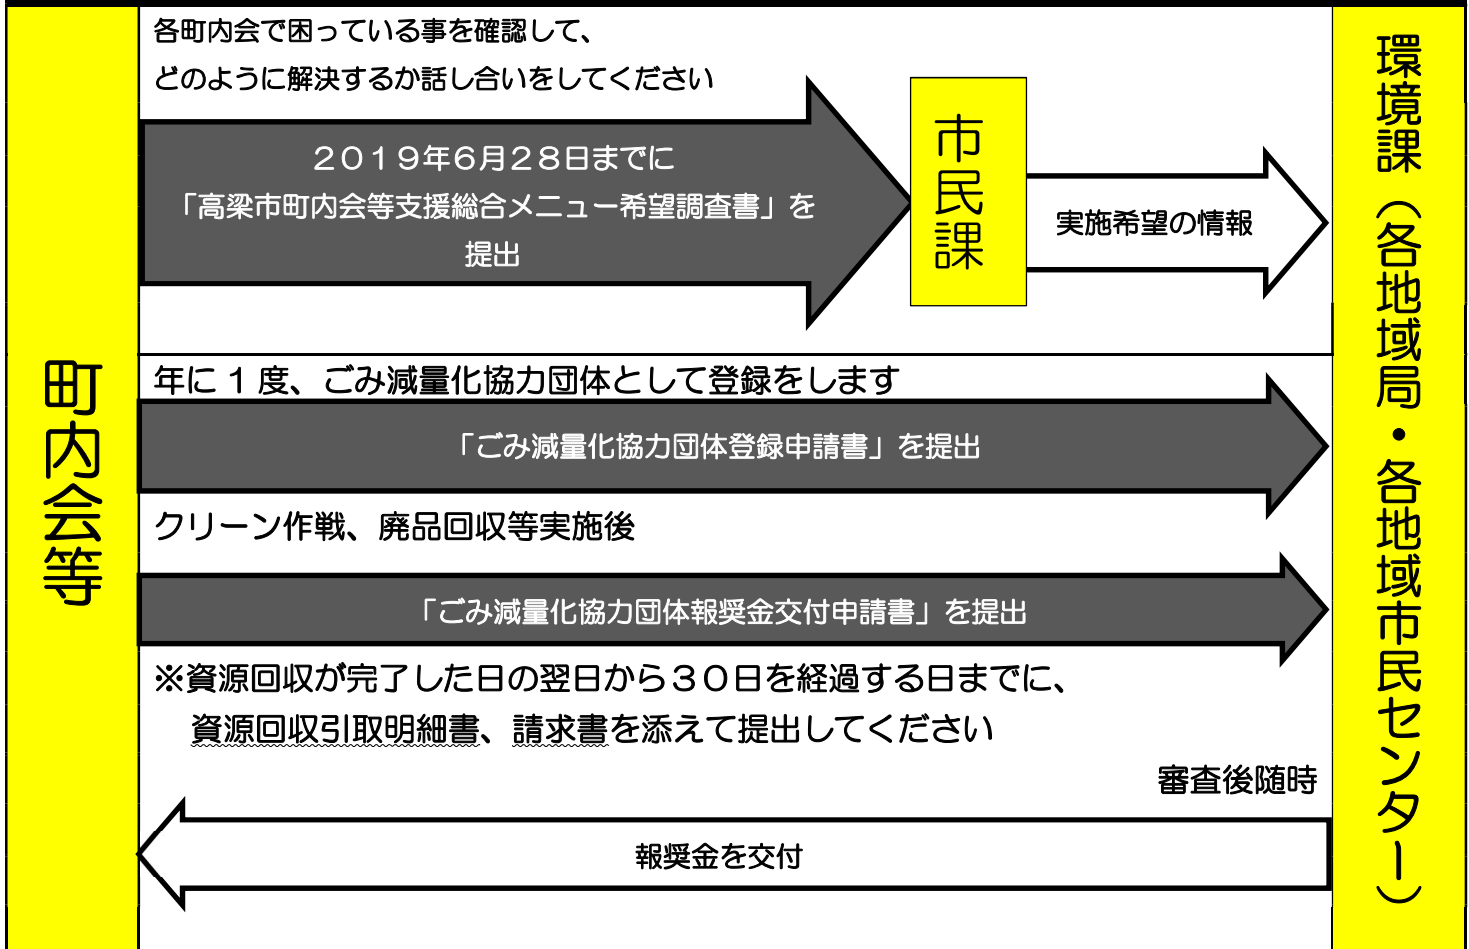 各町内会で困っている事を確認して、
どのように解決するか話し合いをしてください
２０１９年６月２８日までに
「高梁市町内会等支援総合メニュー希望調査書」を
提出
市民課
実施希望の情報
環境課（各地域局・各地域市民センター）
町内会等
年に１度、ごみ減量化協力団体として登録をします
「ごみ減量化協力団体登録申請書」を提出
クリーン作戦、廃品回収等実施後
「ごみ減量化協力団体報奨金交付申請書」を提出
※資源回収が完了した日の翌日から３０日を経過する日までに、
資源回収引取明細書、請求書を添えて提出してください
審査後随時
報奨金を交付